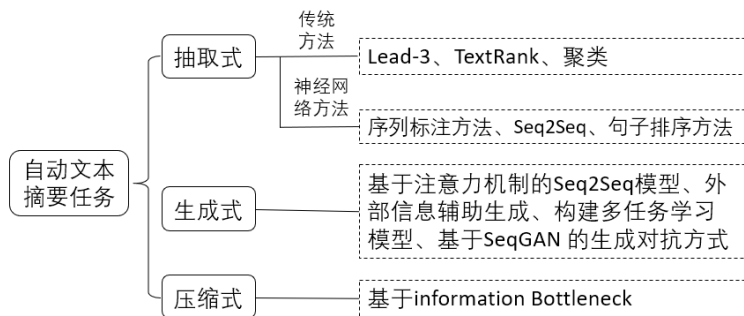 自动文本
摘要任务
抽取式
传统
方法
Lead-3、TextRank、聚类
神经网
络方法
序列标注方法、Seq2Seq、句子排序方法
生成式
基于注意力机制的Seq2Seq模型、外
部信息辅助生成、构建多任务学习
模型、基于SeqGAN 的生成对抗方式
压缩式
基于information Bottleneck